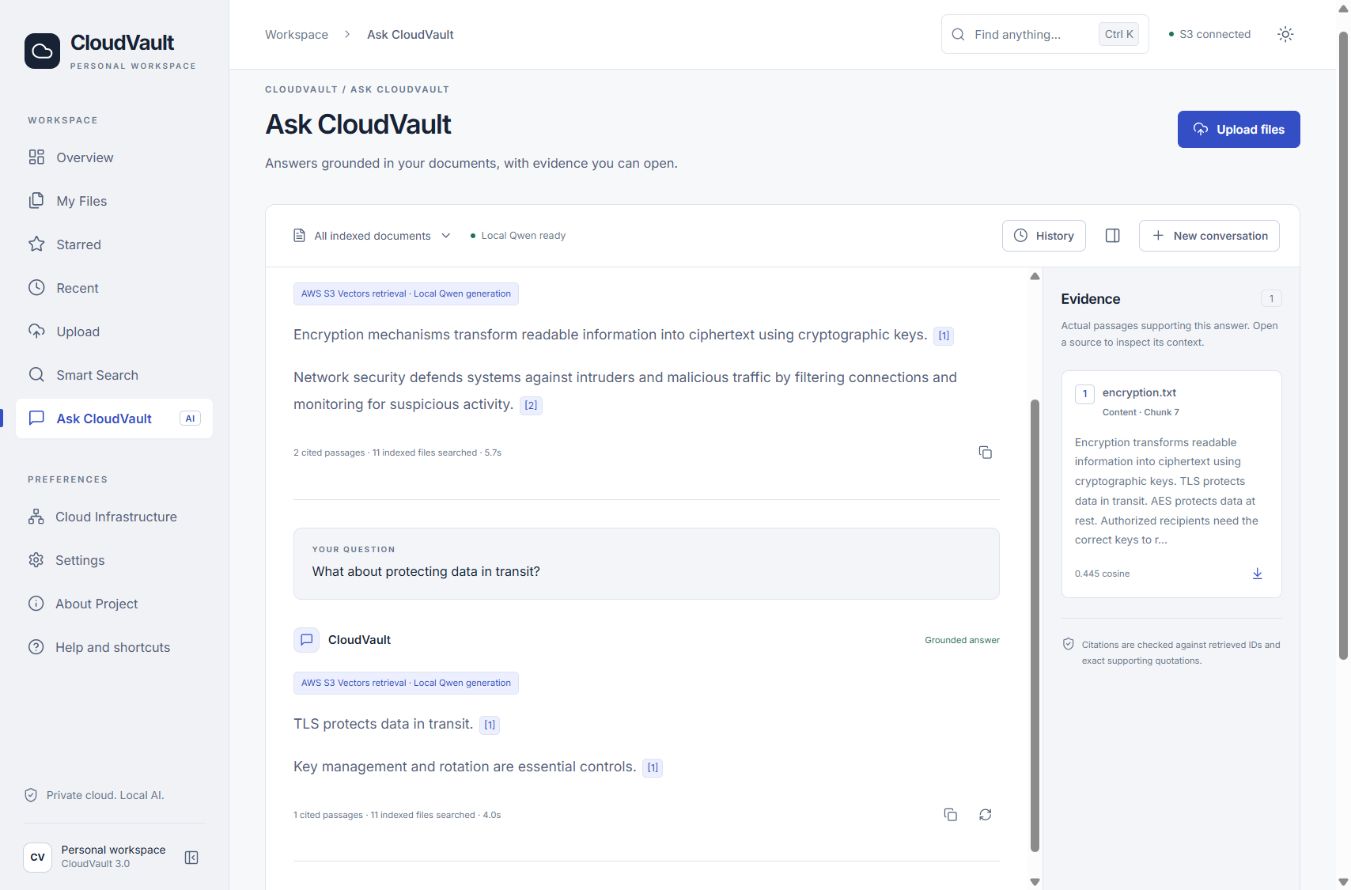 CloudVault
PERSONAL WORKSPACE
WORKSPACE
Overview
My Files
Starred
Recent
Upload
Smart Search
Ask CloudVault AI
PREFERENCES
Cloud Infrastructure
Settings
About Project
Help and shortcuts
Private cloud. Local AI.
CV
Personal workspace
CloudVault 3.0
Workspace > Ask CloudVault
Find anything... Ctrl K
S3 connected
CLOUDVAULT / ASK CLOUDVAULT
Ask CloudVault
Answers grounded in your documents, with evidence you can open.
Upload files
All indexed documents
Local Qwen ready
History
New conversation
AWS S3 Vectors retrieval · Local Qwen generation
Encryption mechanisms transform readable information into ciphertext using cryptographic keys. [1]
Network security defends systems against intruders and malicious traffic by filtering connections and
monitoring for suspicious activity. [2]
2 cited passages · 11 indexed files searched · 5.7s
YOUR QUESTION
What about protecting data in transit?
CloudVault
Grounded answer
AWS S3 Vectors retrieval · Local Qwen generation
TLS protects data in transit. [1]
Key management and rotation are essential controls. [1]
1 cited passages · 11 indexed files searched · 4.0s
Evidence 1
Actual passages supporting this answer. Open
a source to inspect its context.
1 encryption.txt
Content · Chunk 7
Encryption transforms readable
information into ciphertext using
cryptographic keys. TLS protects
data in transit. AES protects data at
rest. Authorized recipients need the
correct keys to r...
0.445 cosine
Citations are checked against retrieved IDs and
exact supporting quotations.